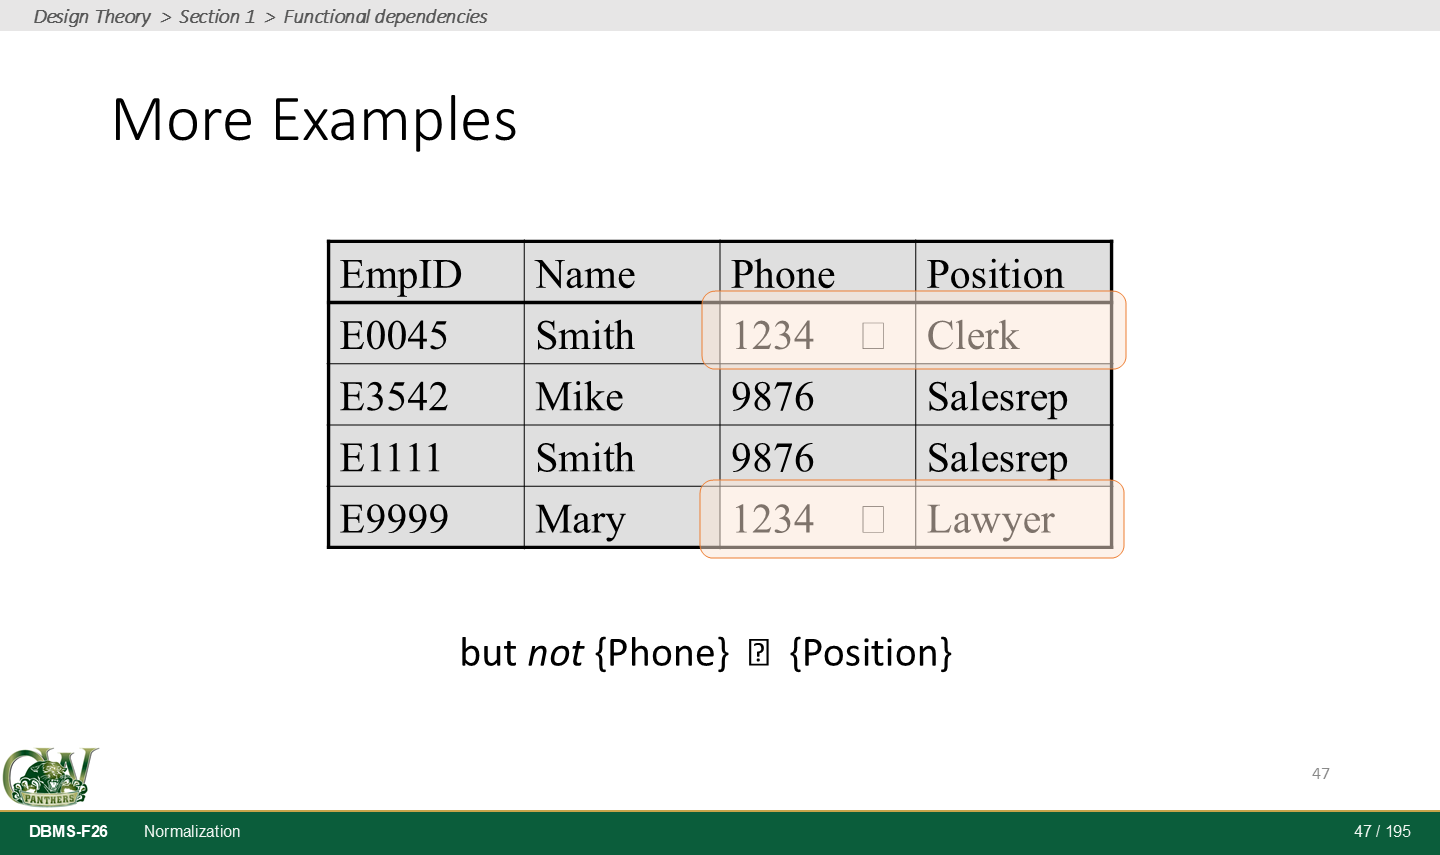 Design Theory > Section 1 > Functional dependencies
More Examples
EmpID Name Phone Position
E0045 Smith 1234 Clerk
E3542 Mike 9876 Salesrep
E1111 Smith 9876 Salesrep
E9999 Mary 1234 Lawyer
but not {Phone} {Position}
OW
PANTHERS
47
DBMS-F26 Normalization 47 / 195